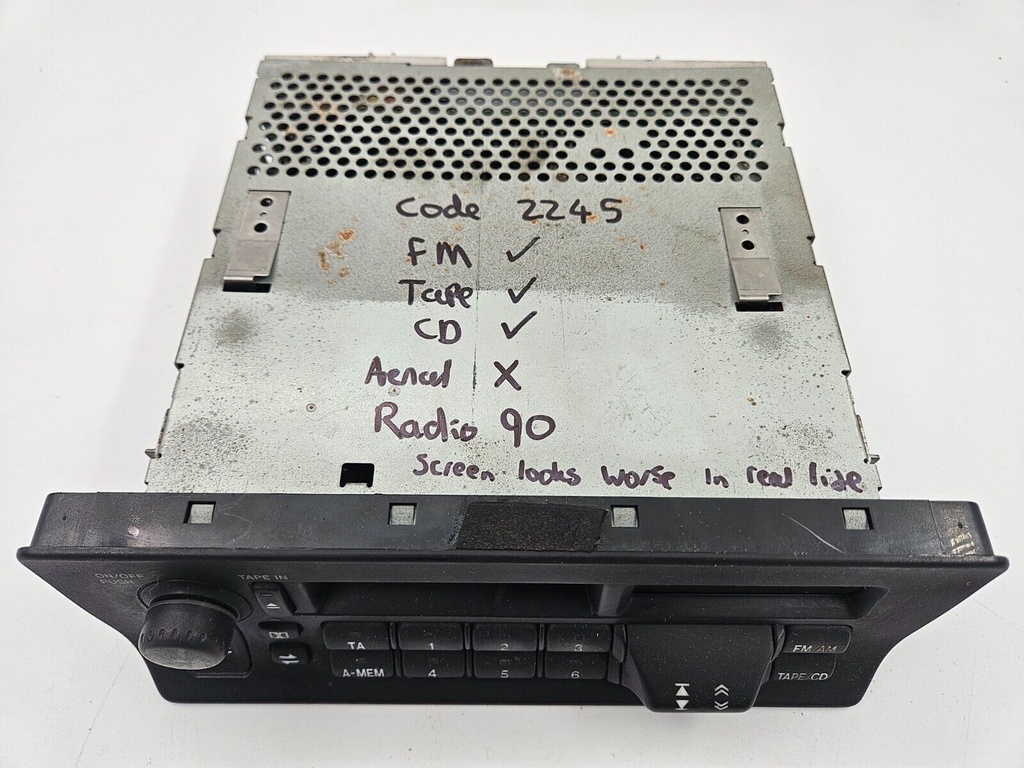 Code 2245
FM ✓
Tape ✓
CD ✓
Aerial X
Radio 90
Screen looks worse in real life
ON/OFF
PUSH
TAPE IN
TA 1 2 3 FM/AM
A-MEM 4 5 6 TAPE/CD